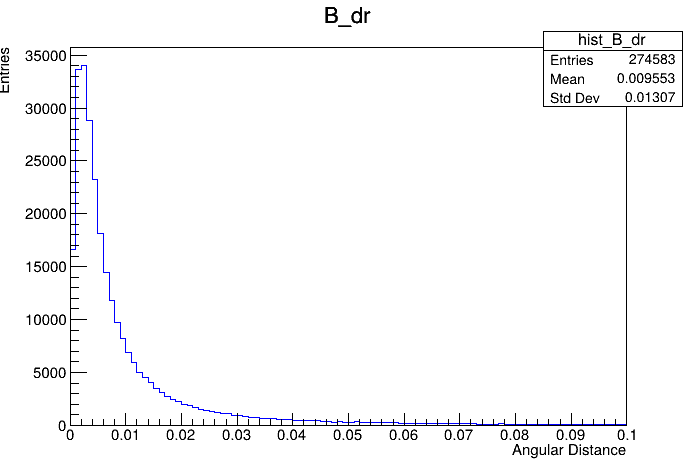 B_dr
hist_B_dr
Entries 274583
Mean 0.009553
Std Dev 0.01307
Entries
35000
30000
25000
20000
15000
10000
5000
0
0 0.01 0.02 0.03 0.04 0.05 0.06 0.07 0.08 0.09 0.1
Angular Distance